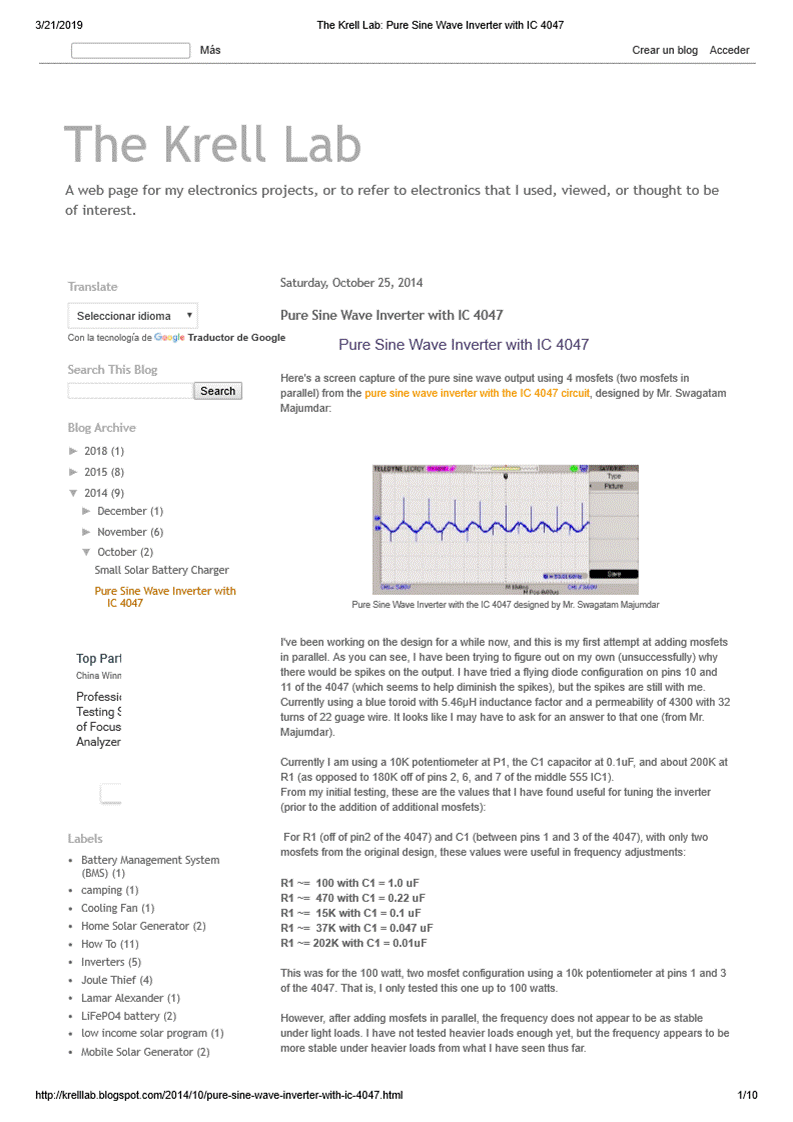 3/21/2019
The Krell Lab: Pure Sine Wave Inverter with IC 4047
Más
Crear un blog Acceder
The Krell Lab
A web page for my electronics projects, or to refer to electronics that I used, viewed, or thought to be
of interest.
Translate
Seleccionar idioma ▼
Con la tecnología de Google Traductor de Google
Search This Blog
Search
Blog Archive
► 2018 (1)
► 2015 (8)
▼ 2014 (9)
► December (1)
► November (6)
▼ October (2)
Small Solar Battery Charger
Pure Sine Wave Inverter with
IC 4047
Top Part
China Winn
Professio
Testing S
of Focus
Analyzer
Labels
• Battery Management System
(BMS) (1)
• camping (1)
• Cooling Fan (1)
• Home Solar Generator (2)
• How To (11)
• Inverters (5)
• Joule Thief (4)
• Lamar Alexander (1)
• LiFePO4 battery (2)
• low income solar program (1)
• Mobile Solar Generator (2)
Saturday, October 25, 2014
Pure Sine Wave Inverter with IC 4047
Pure Sine Wave Inverter with IC 4047
Here's a screen capture of the pure sine wave output using 4 mosfets (two mosfets in
parallel) from the pure sine wave inverter with the IC 4047 circuit, designed by Mr. Swagatam
Majumdar:
TELEDYNE LECROY
SAVE/REC
Type
Picture
Save
Pure Sine Wave Inverter with the IC 4047 designed by Mr. Swagatam Majumdar
I've been working on the design for a while now, and this is my first attempt at adding mosfets
in parallel. As you can see, I have been trying to figure out on my own (unsuccessfully) why
there would be spikes on the output. I have tried a flying diode configuration on pins 10 and
11 of the 4047 (which seems to help diminish the spikes), but the spikes are still with me.
Currently using a blue toroid with 5.46µH inductance factor and a permeability of 4300 with 32
turns of 22 guage wire. It looks like I may have to ask for an answer to that one (from Mr.
Majumdar).
Currently I am using a 10K potentiometer at P1, the C1 capacitor at 0.1uF, and about 200K at
R1 (as opposed to 180K off of pins 2, 6, and 7 of the middle 555 IC1).
From my initial testing, these are the values that I have found useful for tuning the inverter
(prior to the addition of additional mosfets):
For R1 (off of pin2 of the 4047) and C1 (between pins 1 and 3 of the 4047), with only two
mosfets from the original design, these values were useful in frequency adjustments:
R1 ~= 100 with C1 = 1.0 uF
R1 ~= 470 with C1 = 0.22 uF
R1 ~= 15K with C1 = 0.1 uF
R1 ~= 37K with C1 = 0.047 uF
R1 ~= 202K with C1 = 0.01uF
This was for the 100 watt, two mosfet configuration using a 10k potentiometer at pins 1 and 3
of the 4047. That is, I only tested this one up to 100 watts.
However, after adding mosfets in parallel, the frequency does not appear to be as stable
under light loads. I have not tested heavier loads enough yet, but the frequency appears to be
more stable under heavier loads from what I have seen thus far.
http://krelllab.blogspot.com/2014/10/pure-sine-wave-inverter-with-ic-4047.html
1/10